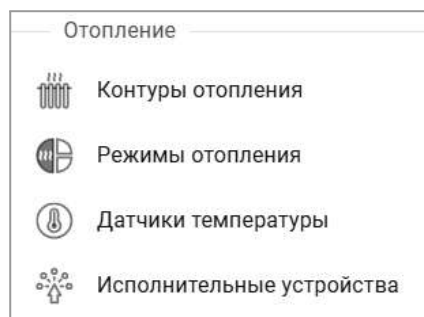 Отопление
Контуры отопления
Режимы отопления
Датчики температуры
Исполнительные устройства